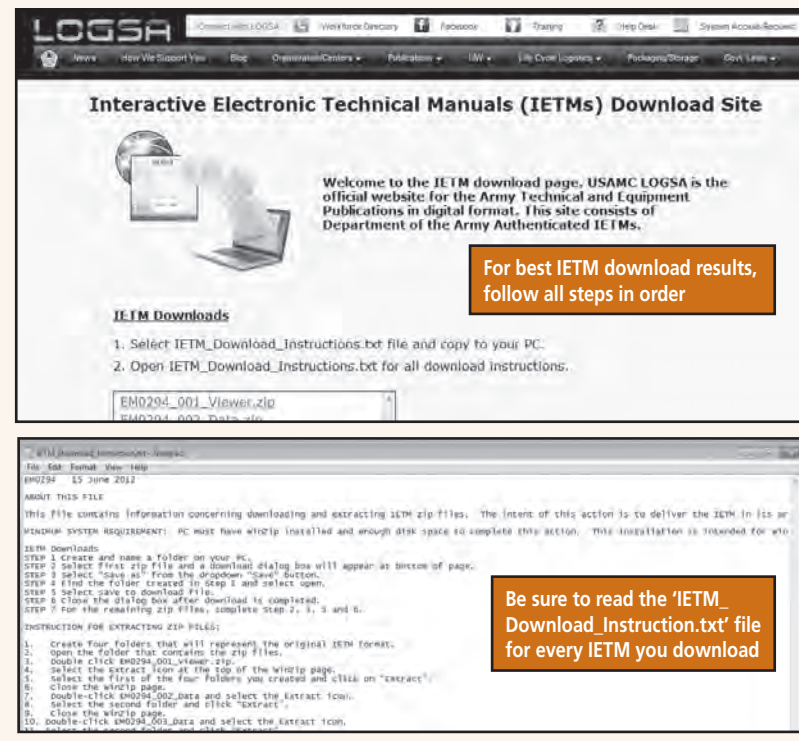 LOGSA
Connect with LOGSA Workforce Directory Facebook Training Help Desk System Access Request
News How We Support You Blog Organization/Centers Publications LIW Life Cycle Logistics Packaging/Storage Govt Links
Interactive Electronic Technical Manuals (IETMs) Download Site
Welcome to the IETM download page. USAMC LOGSA is the
official website for the Army Technical and Equipment
Publications in digital format. This site consists of
Department of the Army Authenticated IETMs.
For best IETM download results,
follow all steps in order
IETM Downloads
1. Select IETM_Download_Instructions.txt file and copy to your PC.
2. Open IETM_Download_Instructions.txt for all download instructions.
EM0294_001_Viewer.zip
EM0294_002_Data.zip
File Edit Format View Help
EM0294 15 June 2012
ABOUT THIS FILE
This file contains information concerning downloading and extracting IETM zip files. The intent of this action is to deliver the IETM in its or
MINIMUM SYSTEM REQUIREMENT: PC must have winzip installed and enough disk space to complete this action. This installation is intended for win
IETM Downloads
STEP 1 Create and name a folder on your PC.
STEP 2 Select first zip file and a download dialog box will appear at bottom of page.
STEP 3 Select "Save as" from the dropdown "Save" button.
STEP 4 Find the folder created in Step 1 and select open.
STEP 5 Select save to download file.
STEP 6 Close the dialog box after download is completed.
STEP 7 For the remaining zip files, complete Step 2, 3, 5 and 6.
INSTRUCTION FOR EXTRACTING ZIP FILES:
1. Create four folders that will represent the original IETM format.
2. Open the folder that contains the zip files.
3. Double click EM0294_001_Viewer.zip.
4. Select the Extract icon at the top of the Winzip page.
5. Select the first of the four folders you created and click on "Extract".
6. Close the Winzip page.
7. Double-click EM0294_002_Data and select the Extract icon.
8. Select the second folder and click "Extract".
9. Close the Winzip page.
10. Double-click EM0294_003_Data and select the Extract icon.
11. Select the second folder and click "Extract".
Be sure to read the ‘IETM_
Download_Instruction.txt’ file
for every IETM you download